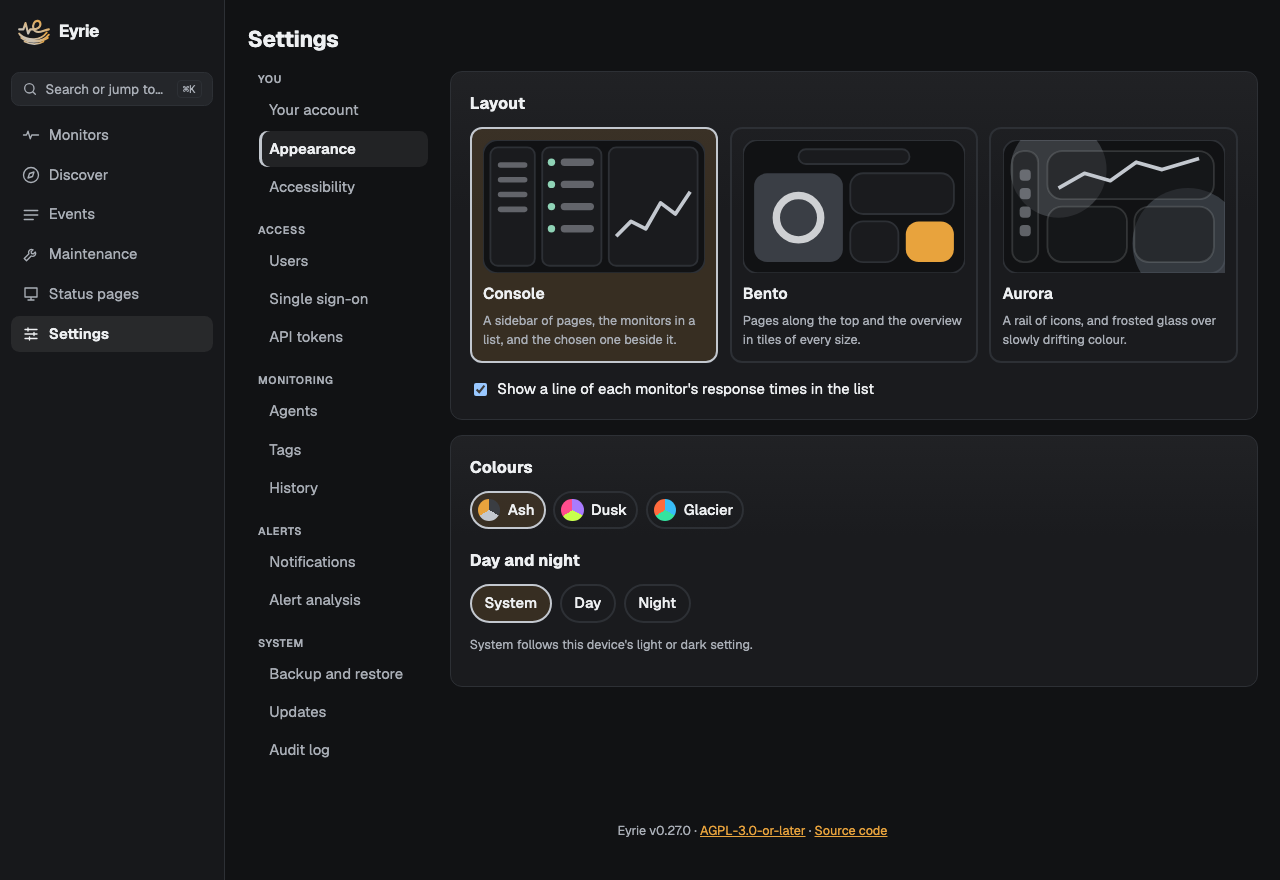 Eyrie
Search or jump to... ⌘K
Monitors
Discover
Events
Maintenance
Status pages
Settings
Settings
YOU
Your account
Appearance
Accessibility
ACCESS
Users
Single sign-on
API tokens
MONITORING
Agents
Tags
History
ALERTS
Notifications
Alert analysis
SYSTEM
Backup and restore
Updates
Audit log
Layout
Console
A sidebar of pages, the monitors in a
list, and the chosen one beside it.
Bento
Pages along the top and the overview
in tiles of every size.
Aurora
A rail of icons, and frosted glass over
slowly drifting colour.
Show a line of each monitor's response times in the list
Colours
Ash
Dusk
Glacier
Day and night
System
Day
Night
System follows this device's light or dark setting.
Eyrie v0.27.0 · AGPL-3.0-or-later · Source code